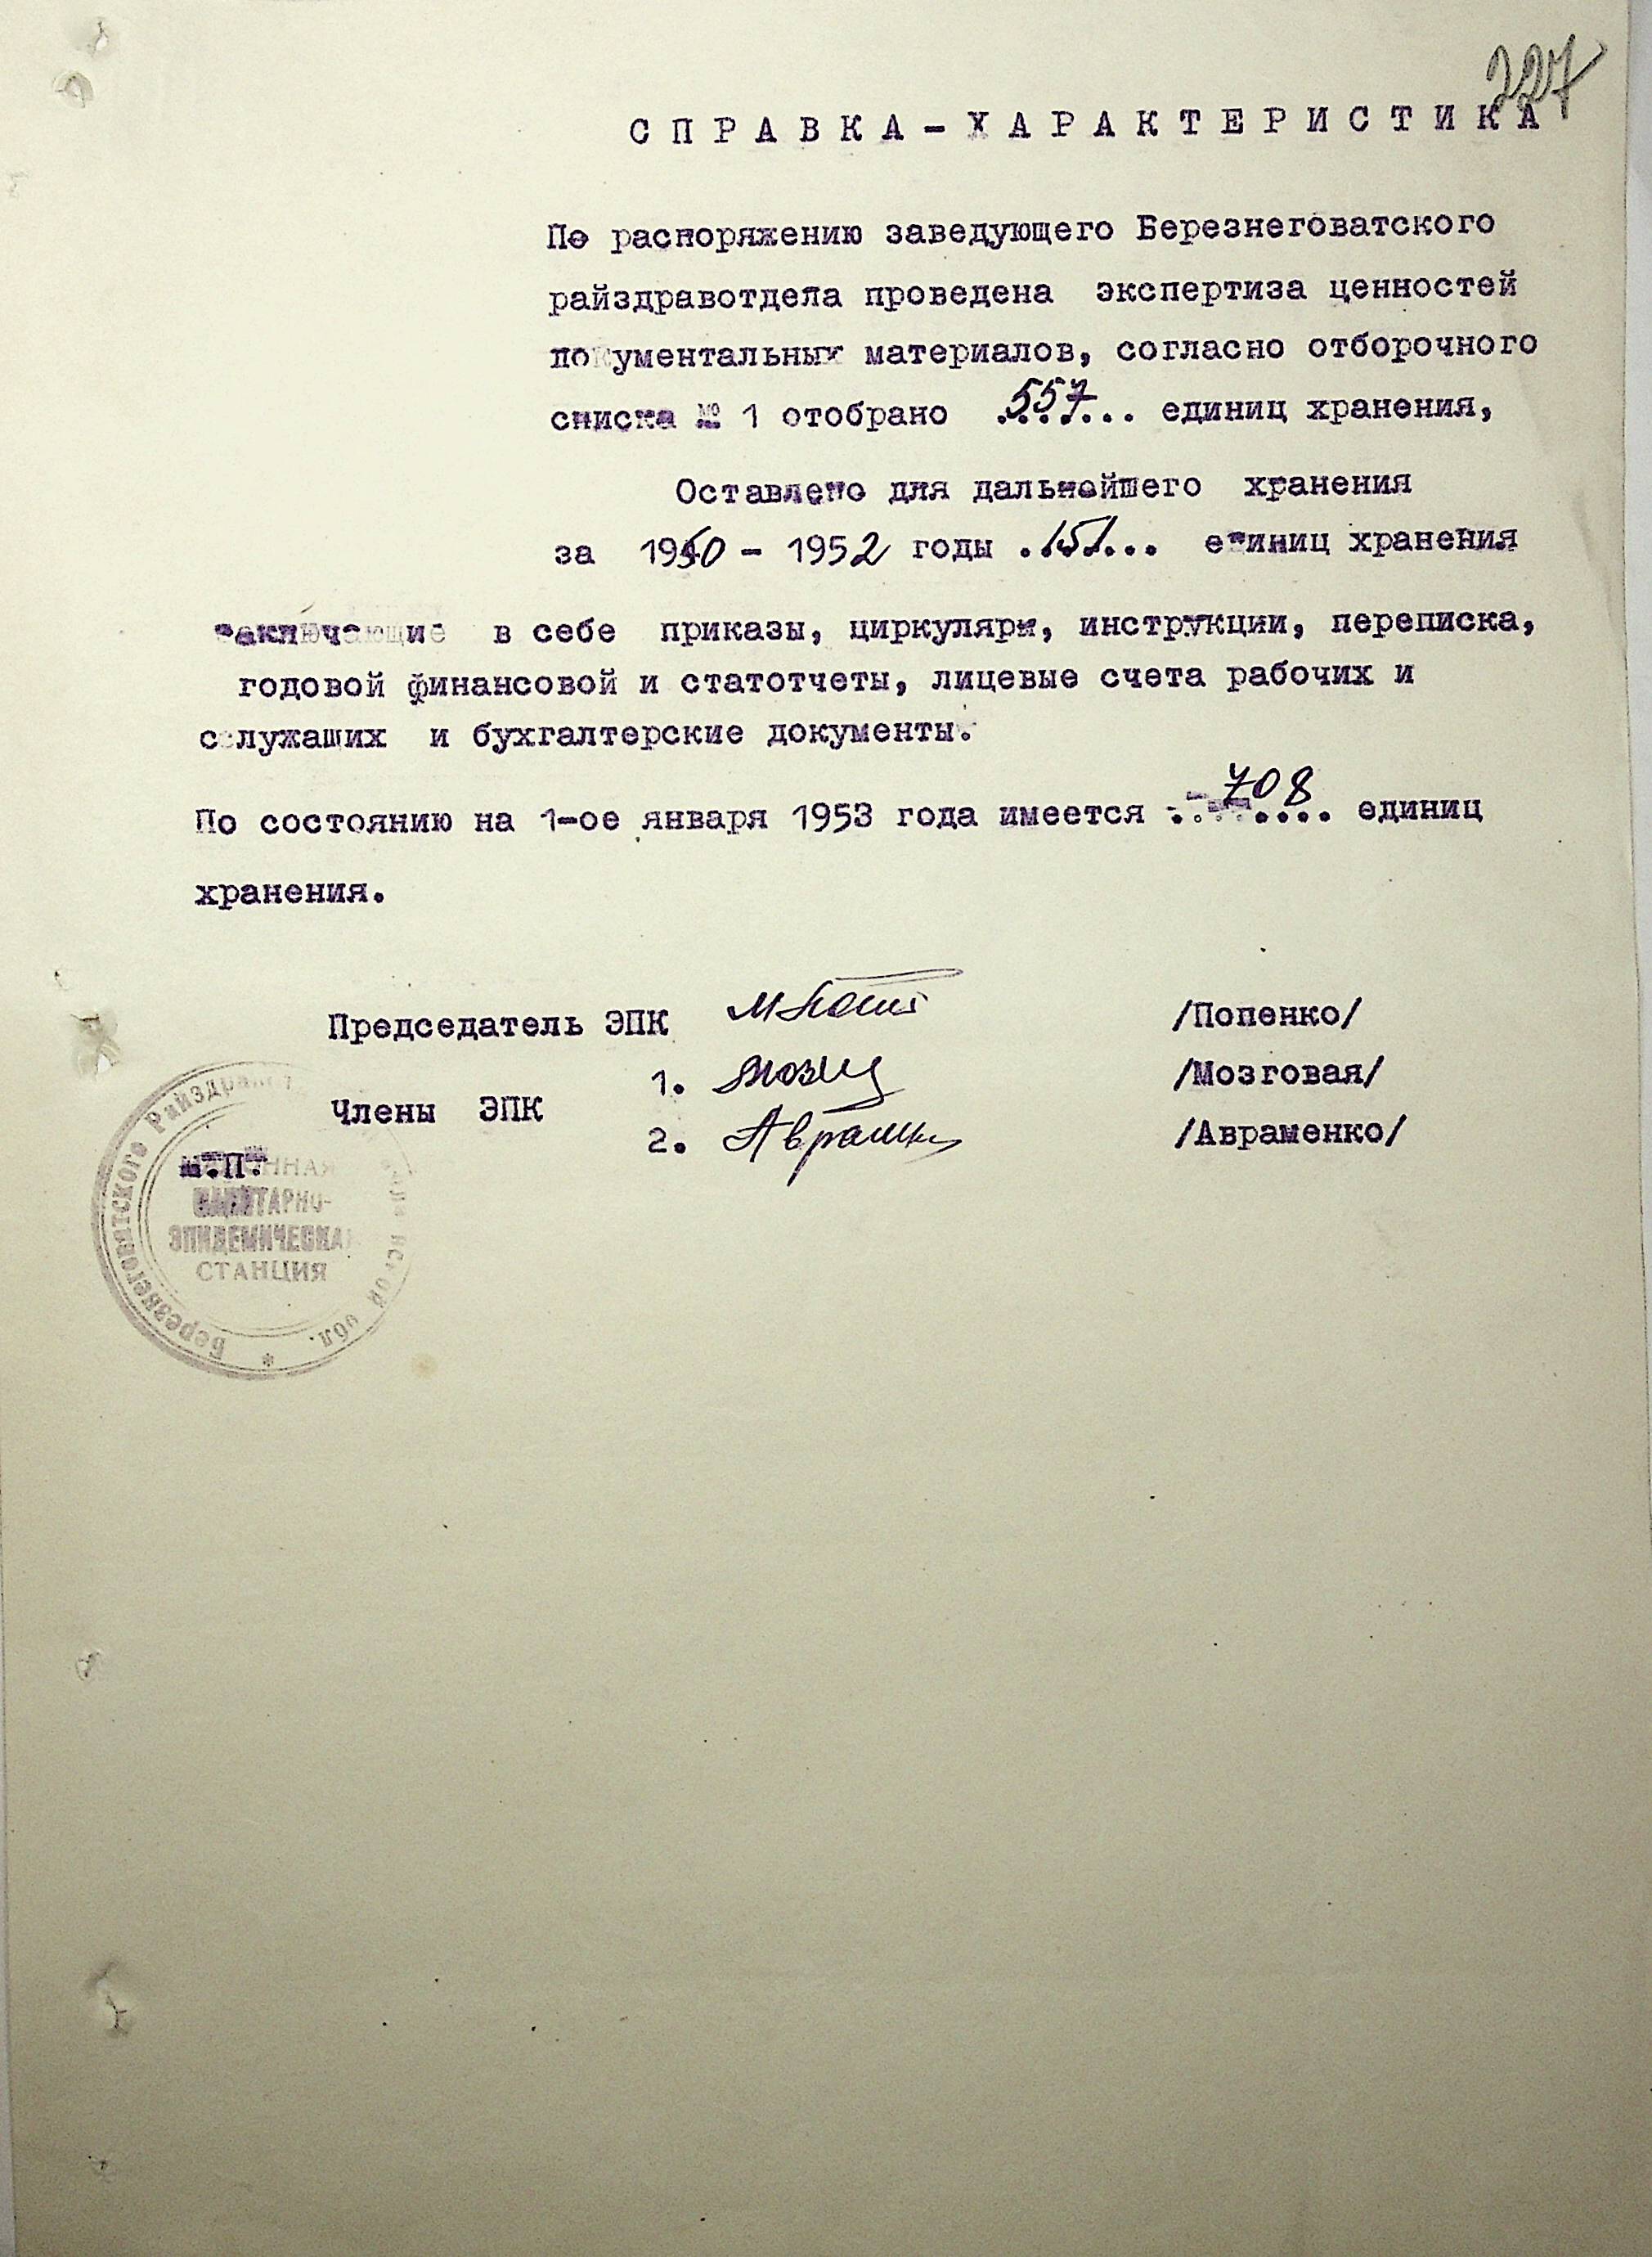 227
СПРАВКА-ХАРАКТЕРИСТИКА
По распоряжению заведующего Березнеговатского
райздравотдела проведена экспертиза ценностей
документальных материалов, согласно отборочного
списка № 1 отобрано 557... единиц хранения,
Оставлено для дальнейшего хранения
за 1950 - 1952 годы .151... единиц хранения
заключающие в себе приказы, циркуляры, инструкции, переписка,
годовой финансовой и статотчеты, лицевые счета рабочих и
служащих и бухгалтерские документы.
По состоянию на 1-ое января 1953 года имеется 708.... единиц
хранения.
Председатель ЭПК /Попенко/
1. /Мозговая/
Члены ЭПК
2. /Авраменко/
М.П.
Березнеговатского Райздрав
обл.
САНИТАРНО-
ЭПИДЕМИЧЕСКАЯ
СТАНЦИЯ